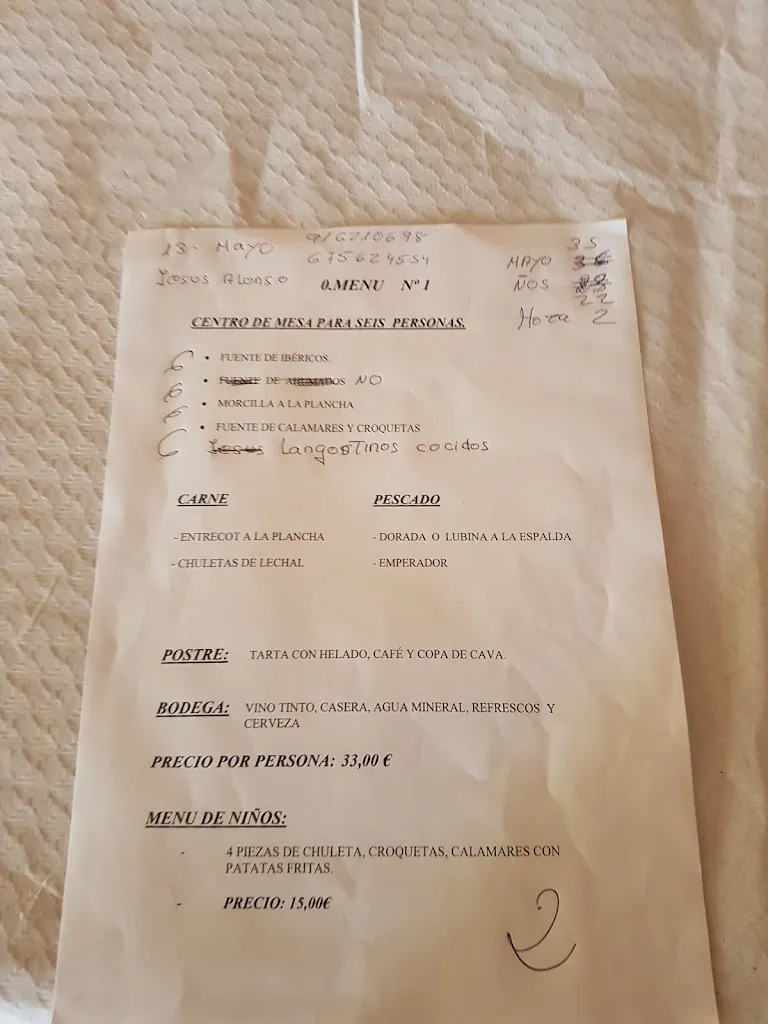 13 - MAYO 916210698 35
Jesus Alonso 675624554 MAYO 36
0.MENU Nº 1 ÑOS
22
CENTRO DE MESA PARA SEIS PERSONAS. Hora 2
6 • FUENTE DE IBÉRICOS.
6 • FUENTE DE AHUMADOS NO
6 • MORCILLA A LA PLANCHA
6 • FUENTE DE CALAMARES Y CROQUETAS
Jesus Langostinos cocidos
CARNE PESCADO
- ENTRECOT A LA PLANCHA - DORADA O LUBINA A LA ESPALDA
- CHULETAS DE LECHAL - EMPERADOR
POSTRE: TARTA CON HELADO, CAFÉ Y COPA DE CAVA.
BODEGA: VINO TINTO, CASERA, AGUA MINERAL, REFRESCOS Y
CERVEZA
PRECIO POR PERSONA: 33,00 €
MENU DE NIÑOS:
- 4 PIEZAS DE CHULETA, CROQUETAS, CALAMARES CON
PATATAS FRITAS.
- PRECIO: 15,00€